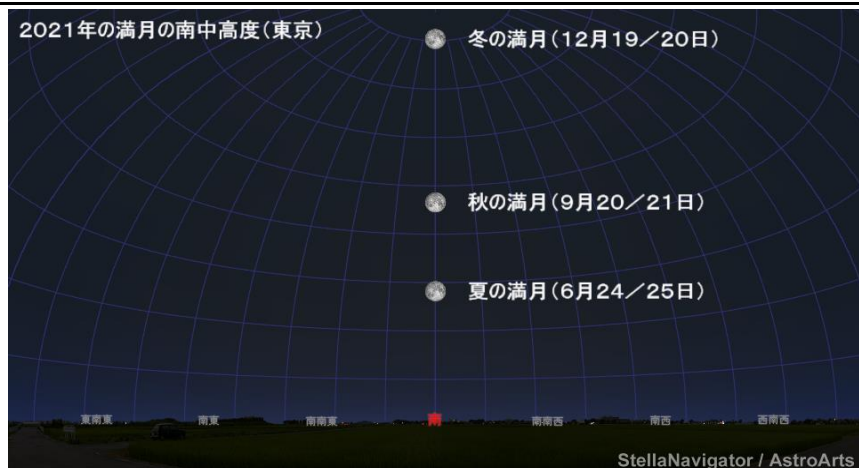 2021年の満月の南中高度(東京)
冬の満月(12月19/20日)
秋の満月(9月20/21日)
夏の満月(6月24/25日)
東南東 南東 南南東 南 南南西 南西 西南西
StellaNavigator / AstroArts